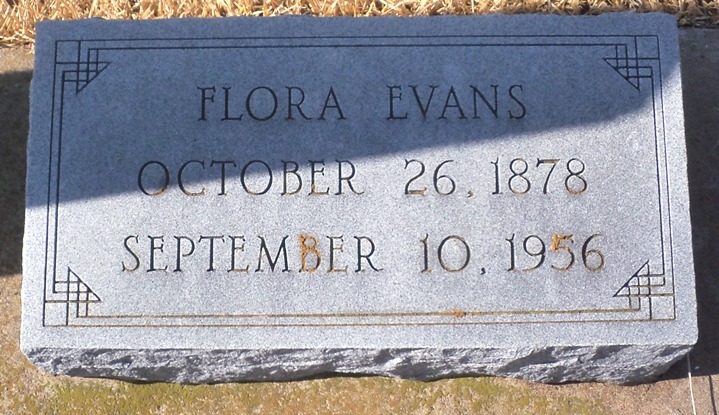 FLORA EVANS
OCTOBER 26, 1878
SEPTEMBER 10, 1956